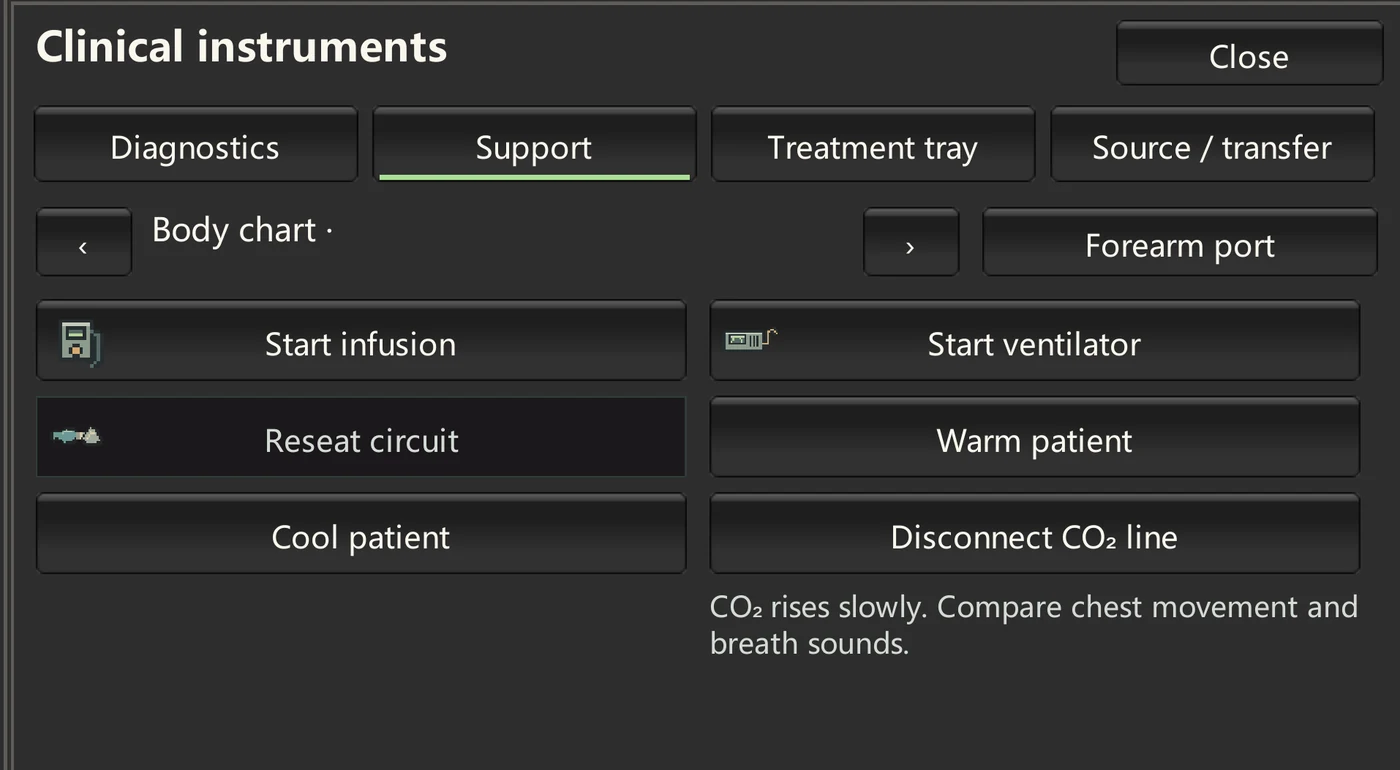 Clinical instruments
Close
Diagnostics
Support
Treatment tray
Source / transfer
‹
Body chart ·
›
Forearm port
Start infusion
Start ventilator
Reseat circuit
Warm patient
Cool patient
Disconnect CO₂ line
CO₂ rises slowly. Compare chest movement and
breath sounds.